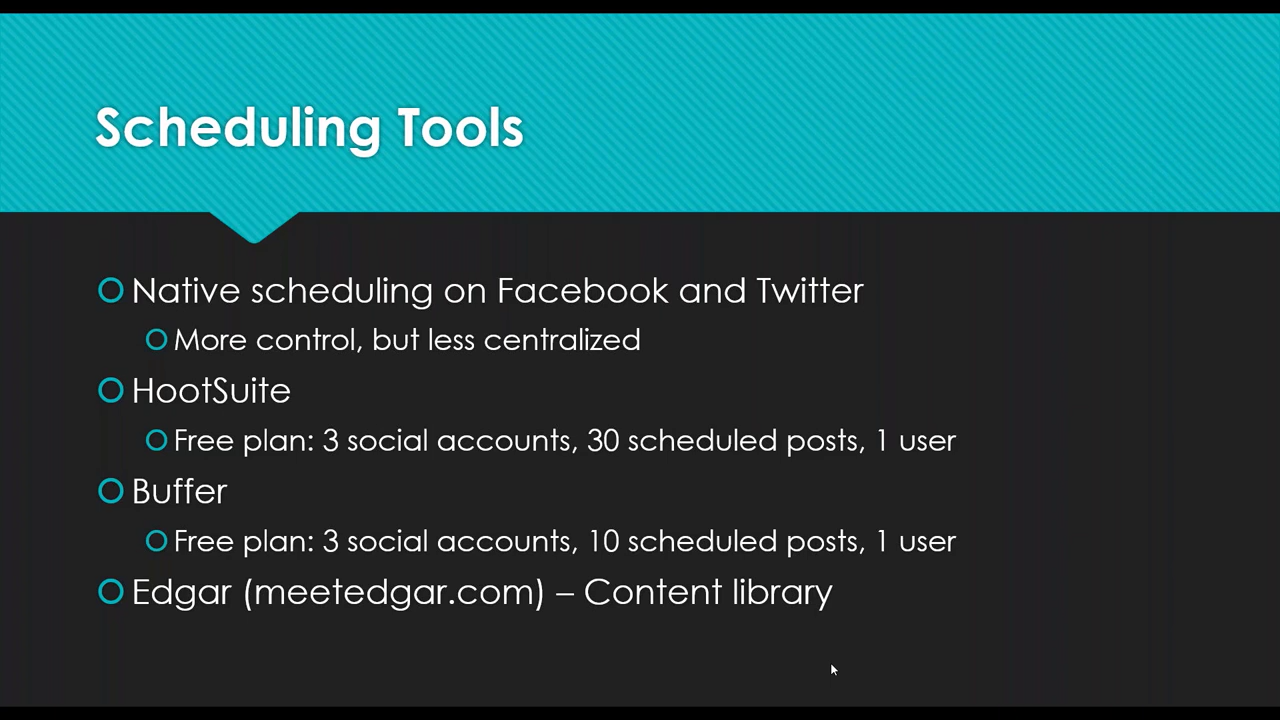 Scheduling Tools
Native scheduling on Facebook and Twitter
More control, but less centralized
HootSuite
Free plan: 3 social accounts, 30 scheduled posts, 1 user
Buffer
Free plan: 3 social accounts, 10 scheduled posts, 1 user
Edgar (meetedgar.com) – Content library